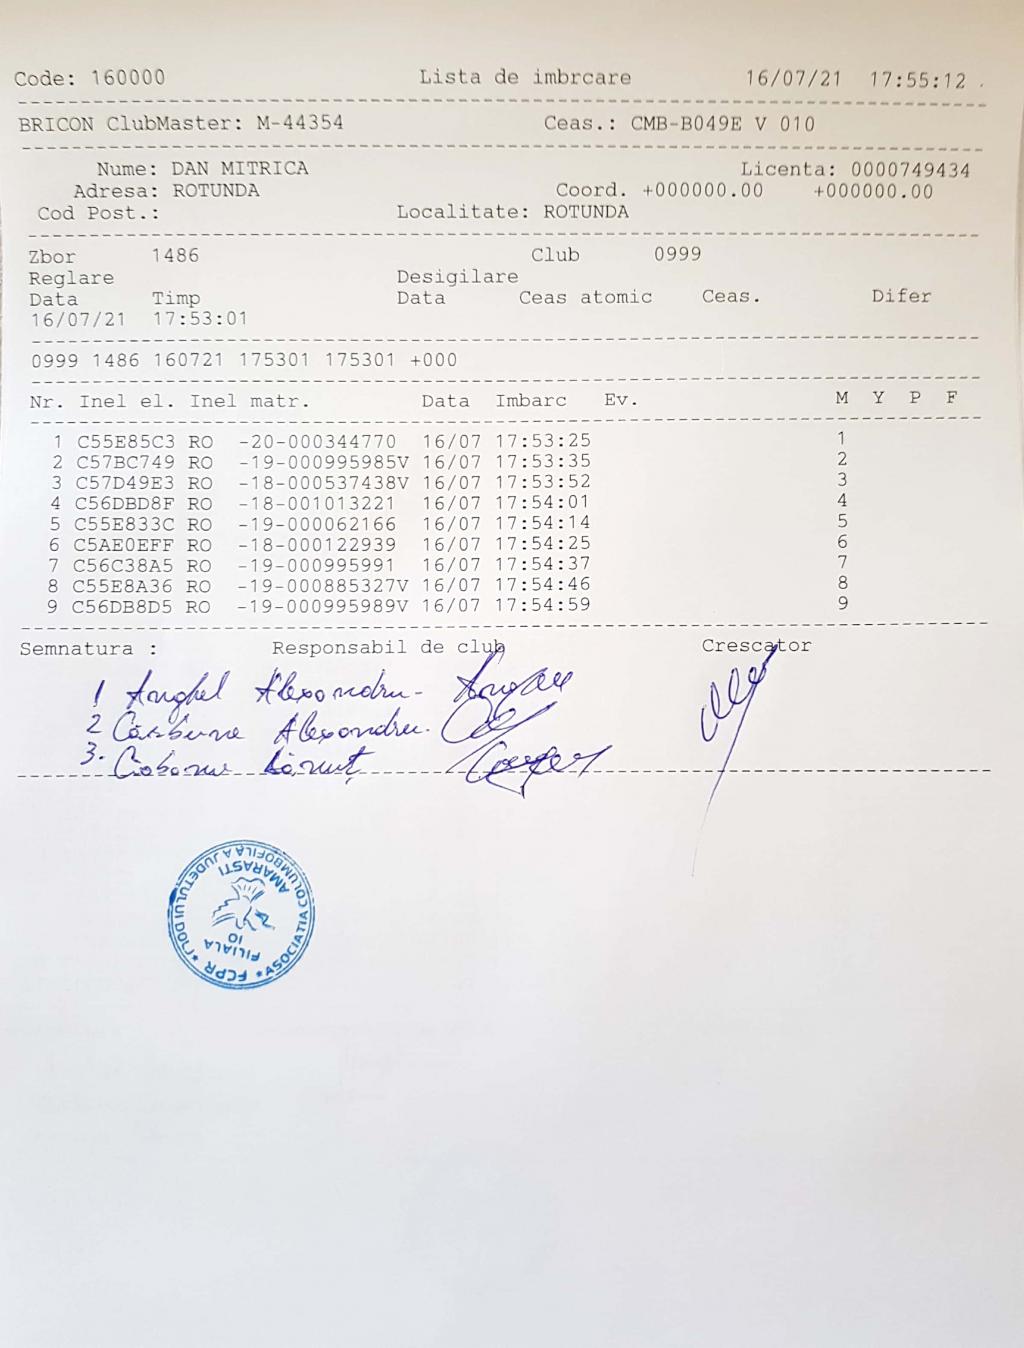 Code: 160000 Lista de imbrcare 16/07/21 17:55:12
BRICON ClubMaster: M-44354 Ceas.: CMB-B049E V 010
Nume: DAN MITRICA Licenta: 0000749434
Adresa: ROTUNDA Coord. +000000.00 +000000.00
Cod Post.: Localitate: ROTUNDA
Zbor 1486 Club 0999
Reglare Desigilare
Data Timp Data Ceas atomic Ceas. Difer
16/07/21 17:53:01
0999 1486 160721 175301 175301 +000
Nr. Inel el. Inel matr. Data Imbarc Ev. M Y P F
1 C55E85C3 RO -20-000344770 16/07 17:53:25 1
2 C57BC749 RO -19-000995985V 16/07 17:53:35 2
3 C57D49E3 RO -18-000537438V 16/07 17:53:52 3
4 C56DBD8F RO -18-001013221 16/07 17:54:01 4
5 C55E833C RO -19-000062166 16/07 17:54:14 5
6 C5AE0EFF RO -18-000122939 16/07 17:54:25 6
7 C56C38A5 RO -19-000995991 16/07 17:54:37 7
8 C55E8A36 RO -19-000885327V 16/07 17:54:46 8
9 C56DB8D5 RO -19-000995989V 16/07 17:54:59 9
Semnatura : Responsabil de club Crescator
1 Anghel Alexandru-
2 Alexandru.
3.
ASOCIATIA COLUMBOFILA A JUDETULUI DOLJ
* FCPR *
FILIALA
10
AMARASTI